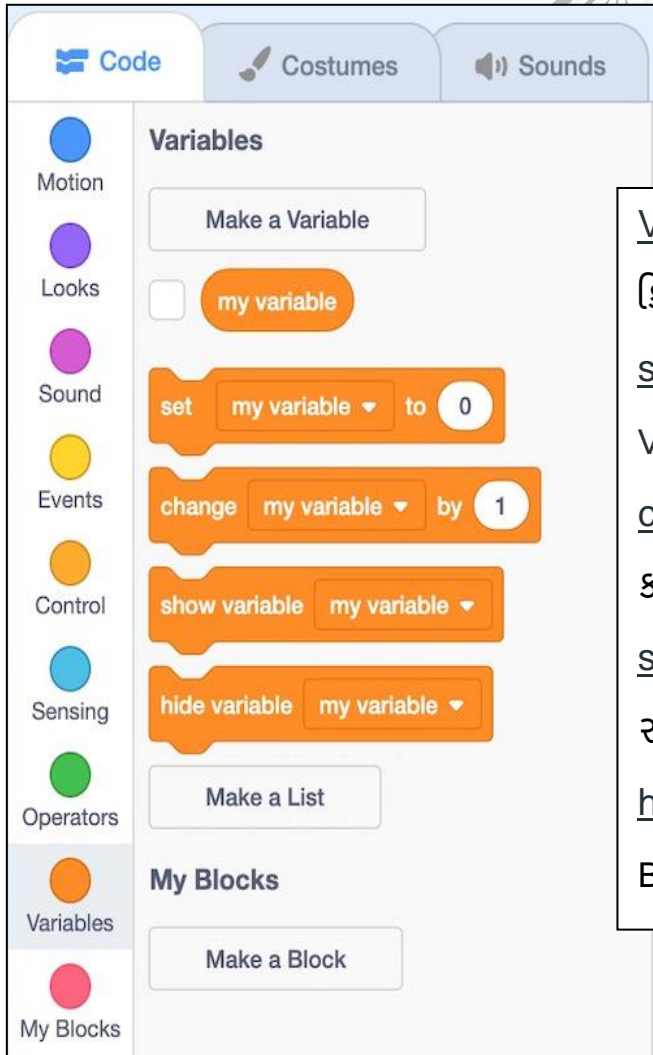 Code Costumes Sounds
Motion
Looks
Sound
Events
Control
Sensing
Operators
Variables
My Blocks
Variables
Make a Variable
my variable
set my variable to 0
change my variable by 1
show variable my variable
hide variable my variable
Make a List
My Blocks
Make a Block